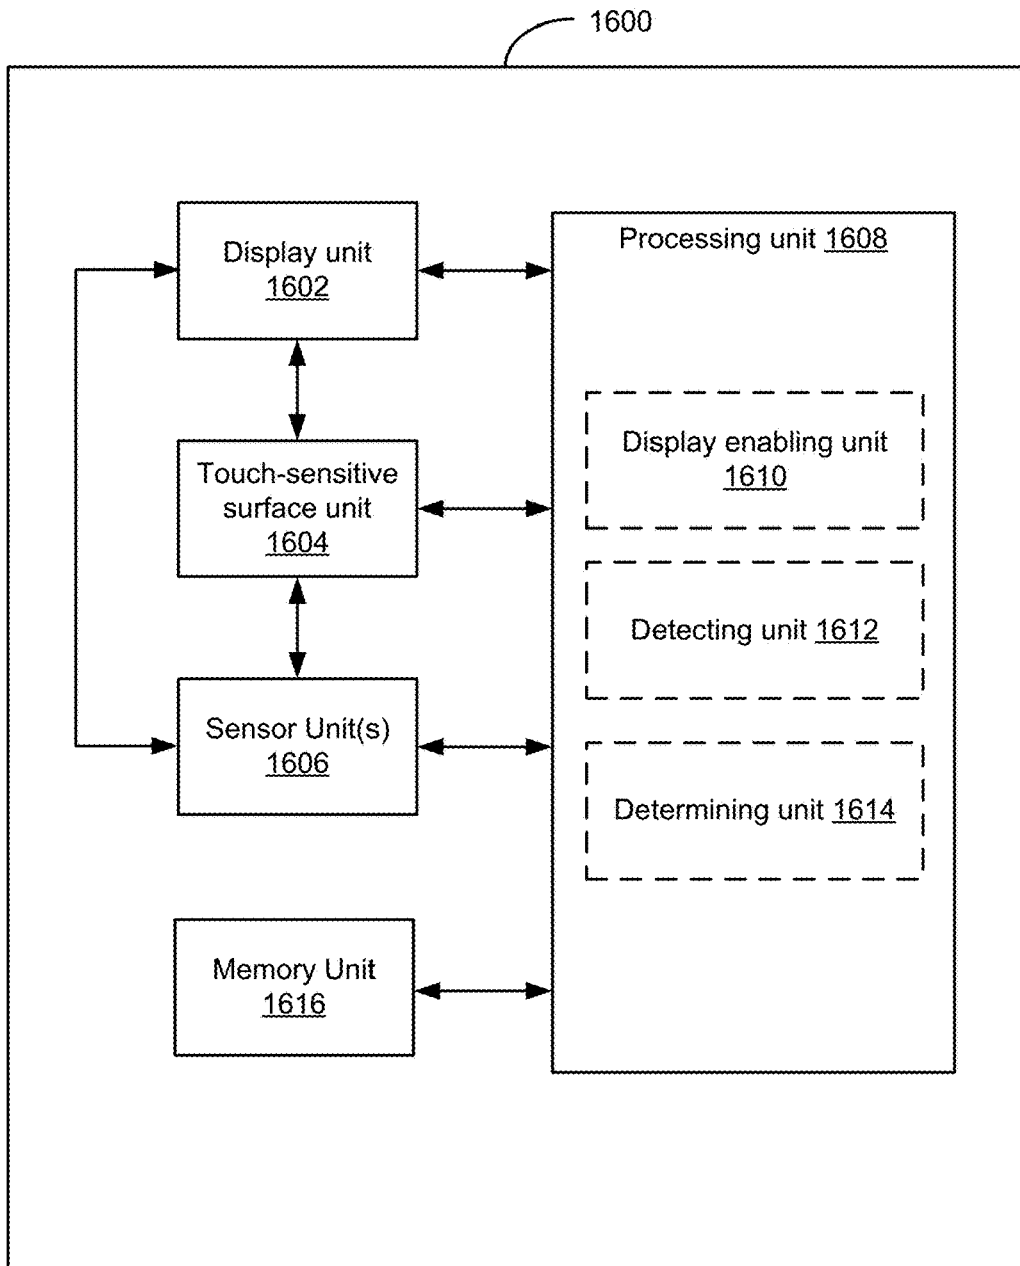 1600
Display unit
1602
Processing unit 1608
Touch-sensitive
surface unit
1604
Display enabling unit
1610
Detecting unit 1612
Sensor Unit(s)
1606
Determining unit 1614
Memory Unit
1616